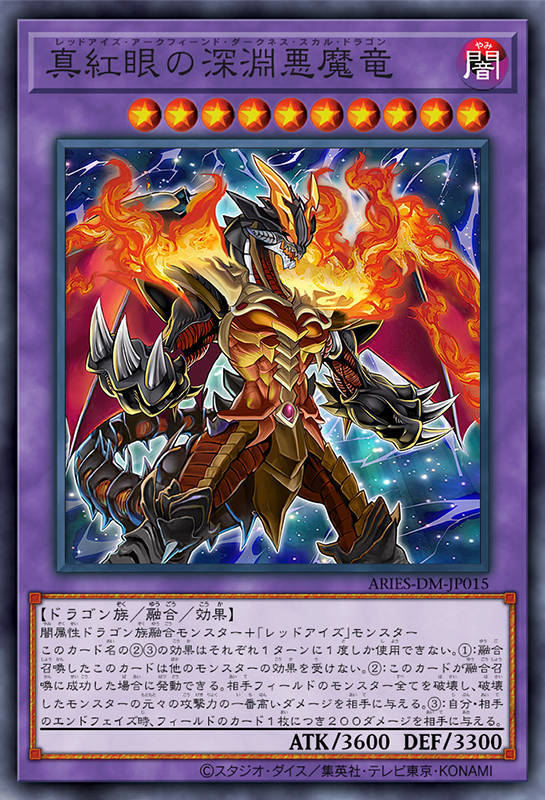 レッドアイズ・アークフィーンド・ダークネス・スカル・ドラゴン
真紅眼の深淵悪魔竜
やみ
闇
ARIES-DM-JP015
【ドラゴン族／融合／効果】
闇属性ドラゴン族融合モンスター＋「レッドアイズ」モンスター
このカード名の②③の効果はそれぞれ１ターンに１度しか使用できない。①：融合
召喚したこのカードは他のモンスターの効果を受けない。②：このカードが融合召
喚に成功した場合に発動できる。相手フィールドのモンスター全てを破壊し、破壊
したモンスターの元々の攻撃力の一番高いダメージを相手に与える。③：自分・相手
のエンドフェイズ時、フィールドのカード１枚につき２００ダメージを相手に与える。
ATK/3600 DEF/3300
©スタジオ・ダイス／集英社・テレビ東京・KONAMI